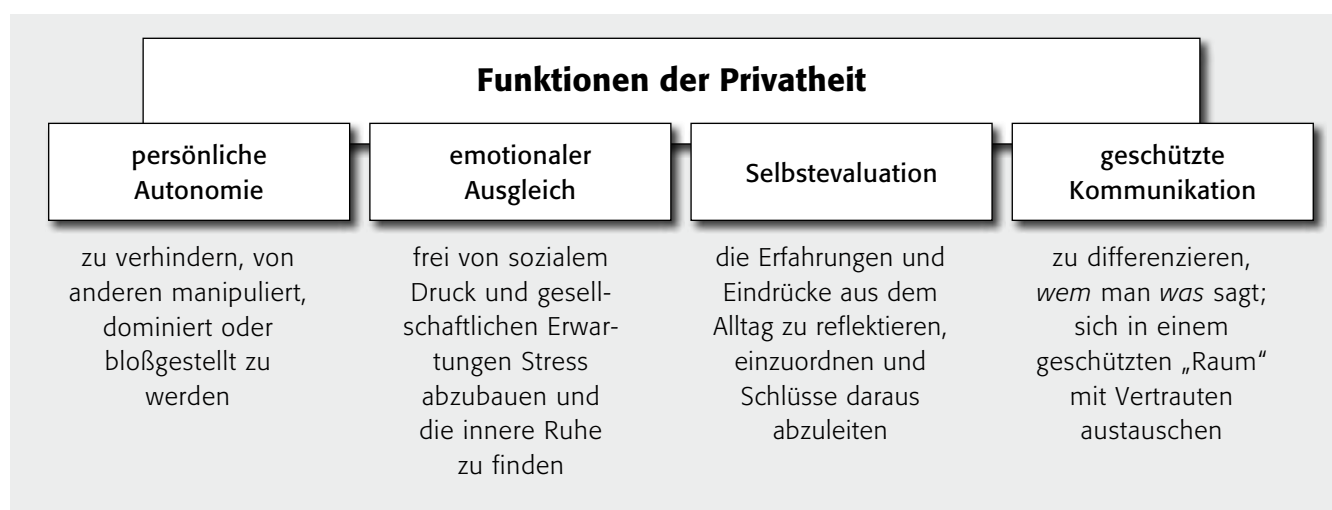 Funktionen der Privatheit
persönliche
Autonomie
zu verhindern, von
anderen manipuliert,
dominiert oder
bloßgestellt zu
werden
emotionaler
Ausgleich
frei von sozialem
Druck und gesell-
schaftlichen Erwar-
tungen Stress
abzubauen und
die innere Ruhe
zu finden
Selbstevaluation
die Erfahrungen und
Eindrücke aus dem
Alltag zu reflektieren,
einzuordnen und
Schlüsse daraus
abzuleiten
geschützte
Kommunikation
zu differenzieren,
wem man was sagt;
sich in einem
geschützten „Raum“
mit Vertrauten
austauschen